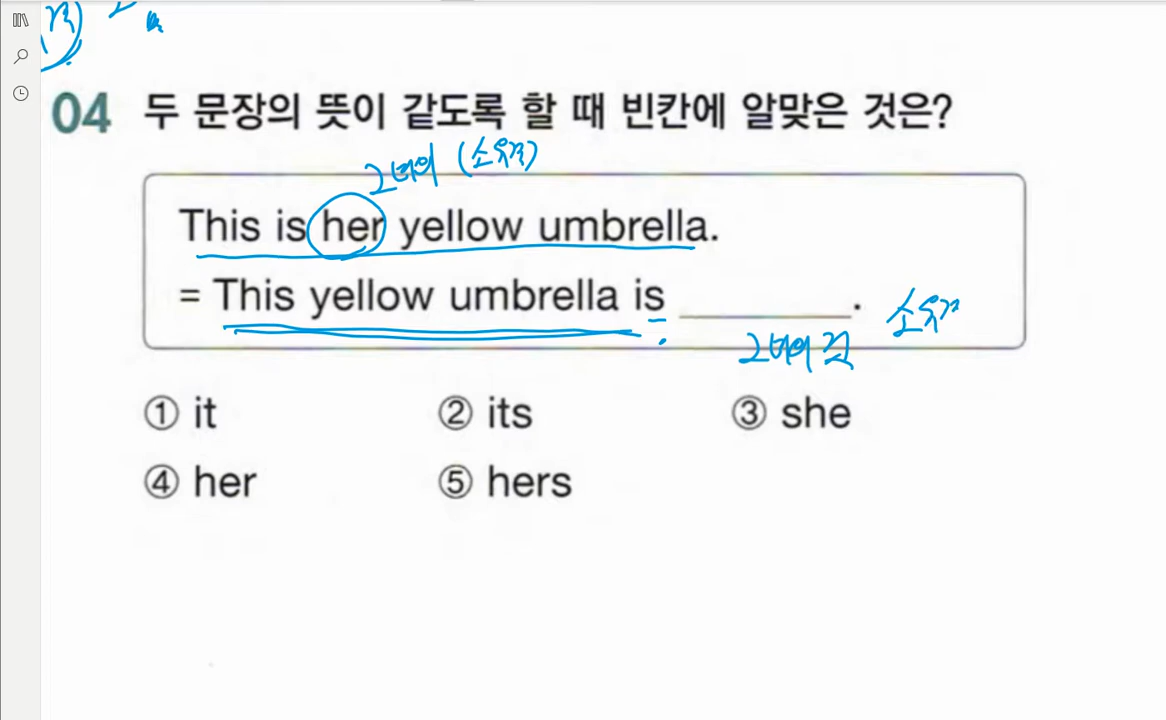 격)
04 두 문장의 뜻이 같도록 할 때 빈칸에 알맞은 것은?
그녀의 (소유격)
This is her yellow umbrella.
= This yellow umbrella is ________. 소유격
그녀의 것
① it ② its ③ she
④ her ⑤ hers